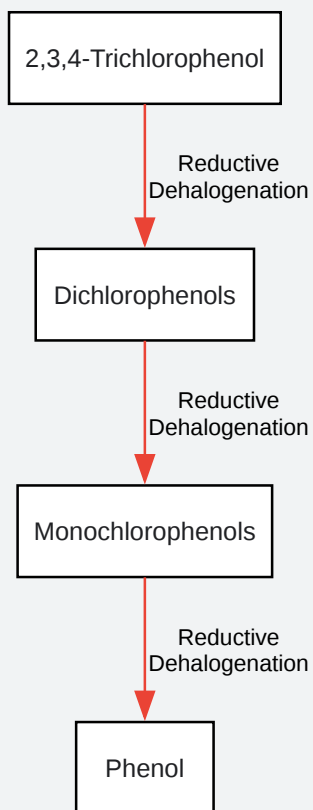 2,3,4-Trichlorophenol
Reductive
Dehalogenation
Dichlorophenols
Reductive
Dehalogenation
Monochlorophenols
Reductive
Dehalogenation
Phenol